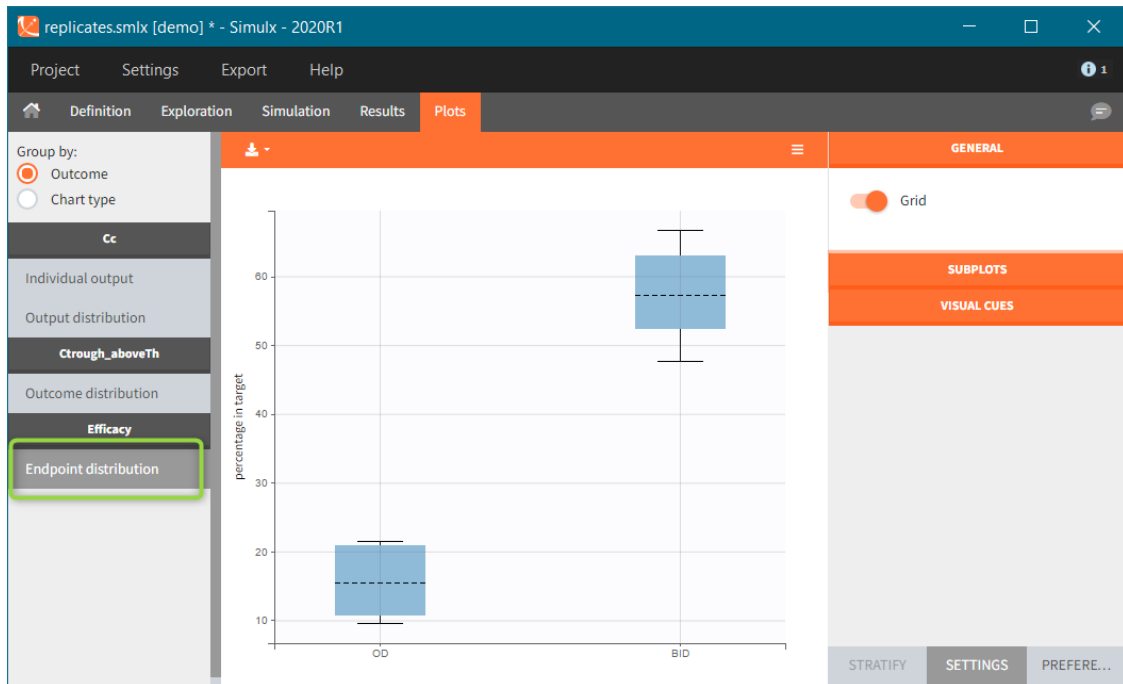 replicates.smlx [demo] * - Simulx - 2020R1
Project Settings Export Help 1
Definition Exploration Simulation Results Plots
Group by:
Outcome
Chart type
Cc
Individual output
Output distribution
Ctrough_aboveTh
Outcome distribution
Efficacy
Endpoint distribution
percentage in target
60
50
40
30
20
10
OD BID
GENERAL
Grid
SUBPLOTS
VISUAL CUES
STRATIFY SETTINGS PREFERE...